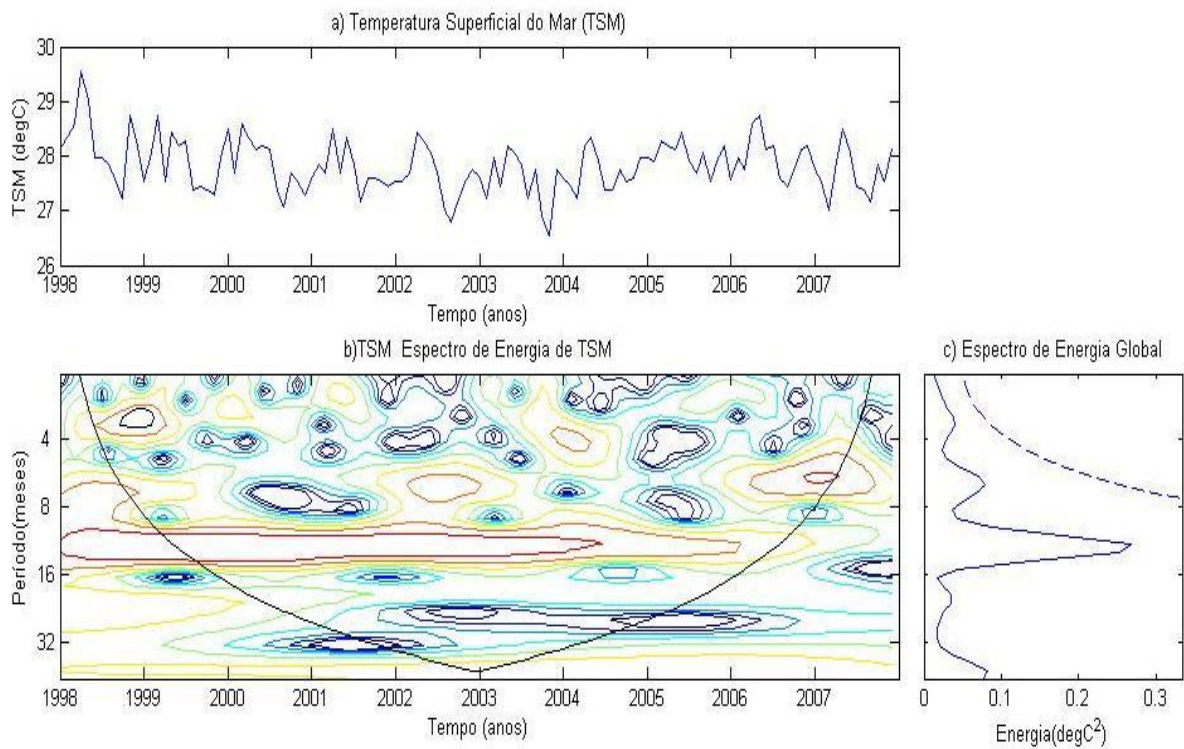 a) Temperatura Superficial do Mar (TSM)
TSM (degC)
30
29
28
27
26
1998 1999 2000 2001 2002 2003 2004 2005 2006 2007
Tempo (anos)
b)TSM Espectro de Energia de TSM
Período(meses)
4
8
16
32
1998 1999 2000 2001 2002 2003 2004 2005 2006 2007
Tempo (anos)
c) Espectro de Energia Global
0 0.1 0.2 0.3
Energia(degC²)